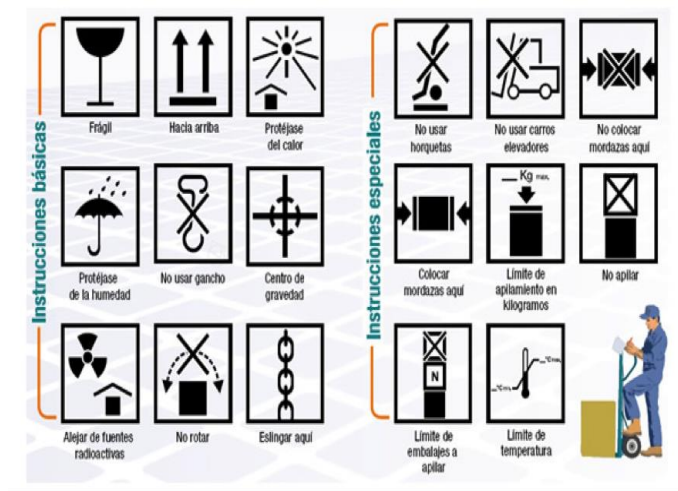 Instrucciones básicas
Frágil
Hacia arriba
Protéjase
del calor
Protéjase
de la humedad
No usar gancho
Centro de
gravedad
Alejar de fuentes
radioactivas
No rotar
Eslingar aquí
Instrucciones especiales
No usar
horquetas
No usar carros
elevadores
No colocar
mordazas aquí
Colocar
mordazas aquí
__ Kg max.
Límite de
apilamiento en
kilogramos
No apilar
N
Límite de
embalajes a
apilar
Límite de
temperatura